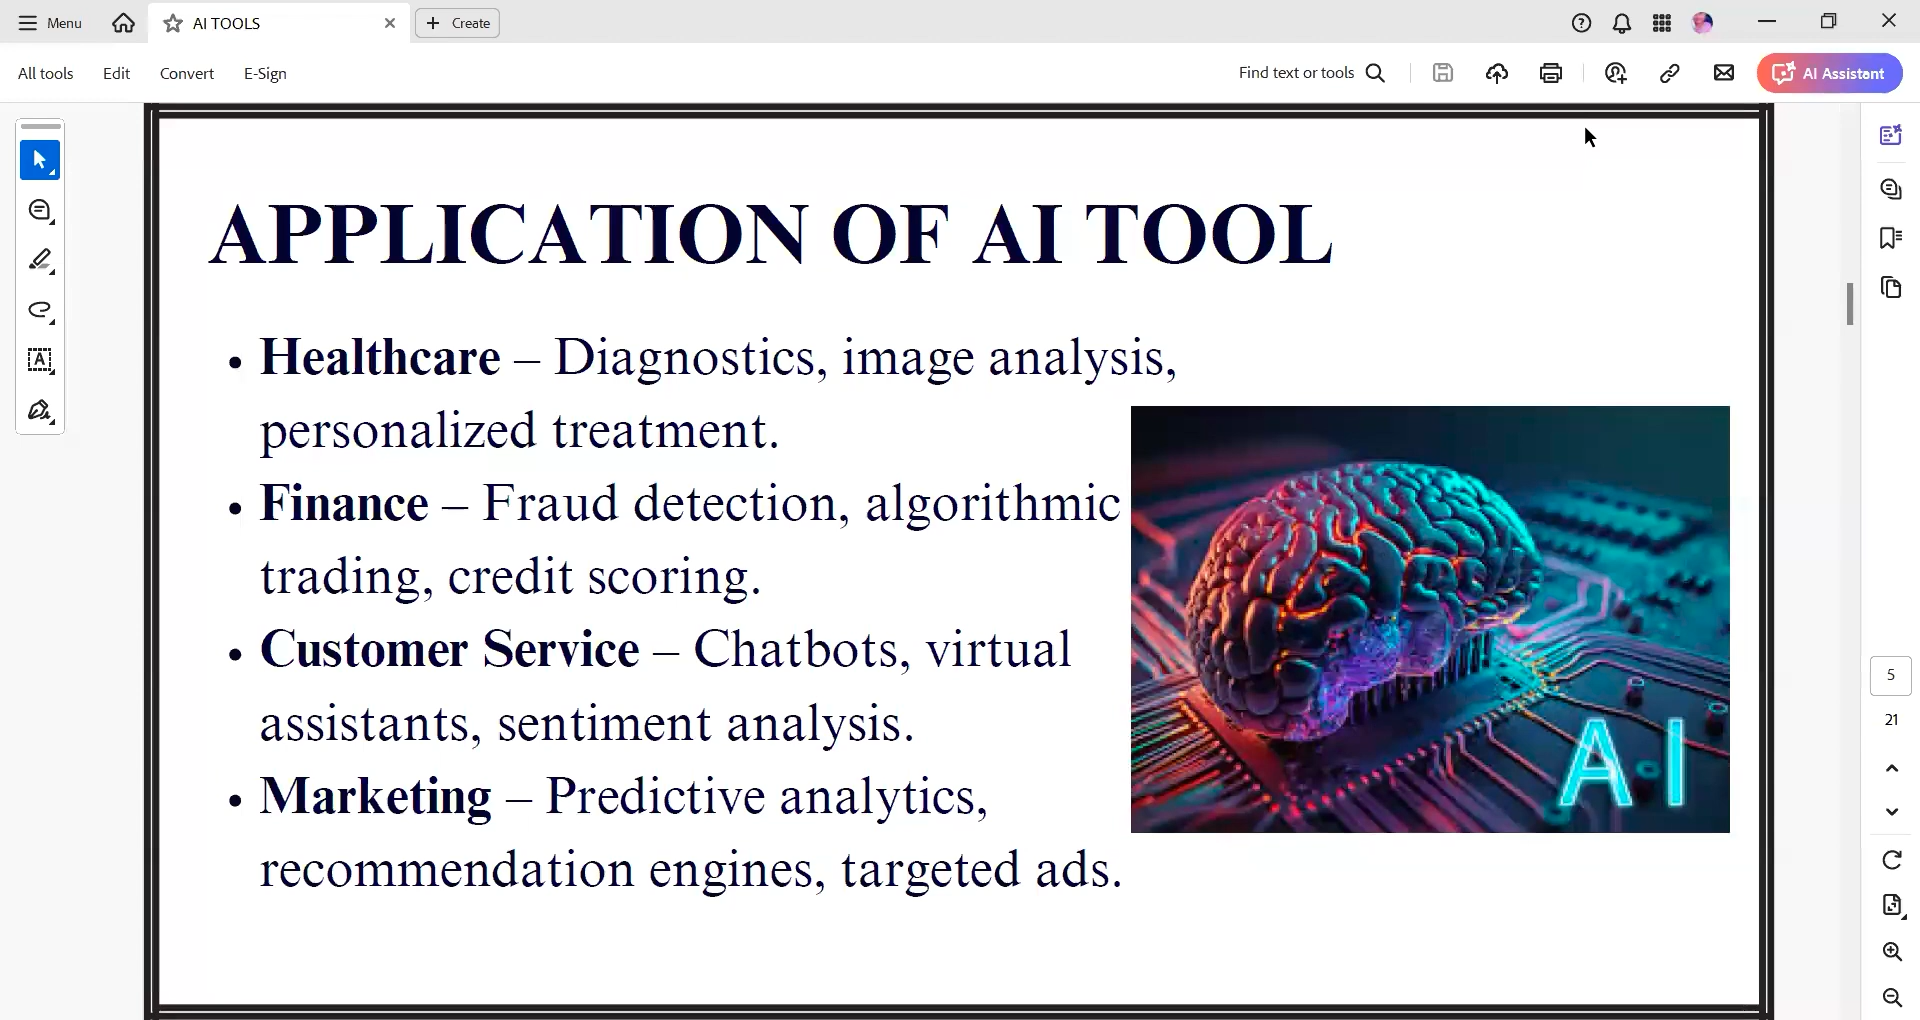 Menu
AI TOOLS
Create
All tools
Edit
Convert
E-Sign
Find text or tools
AI Assistant
APPLICATION OF AI TOOL
• Healthcare – Diagnostics, image analysis,
personalized treatment.
• Finance – Fraud detection, algorithmic
trading, credit scoring.
• Customer Service – Chatbots, virtual
assistants, sentiment analysis.
• Marketing – Predictive analytics,
recommendation engines, targeted ads.
AI
5
21